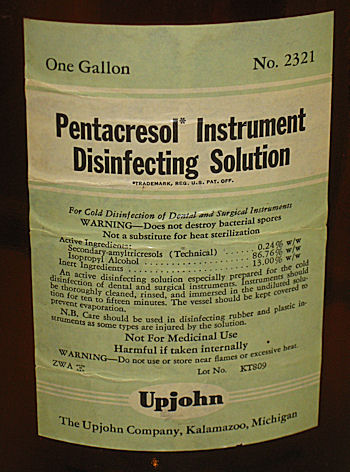 One Gallon No. 2321
Pentacresol* Instrument
Disinfecting Solution
*TRADEMARK, REG. U.S. PAT. OFF.
For Cold Disinfection of Dental and Surgical Instruments
WARNING—Does not destroy bacterial spores
Not a substitute for heat sterilization
Active Ingredients:
Secondary-amyltricresols (Technical) . . . . . 0.24% w/w
Isopropyl Alcohol . . . . . . . . . . . . 86.76% w/w
Inert Ingredients . . . . . . . . . . . . 13.00% w/w
An active disinfecting solution especially prepared for the cold
disinfection of dental and surgical instruments. Instruments should
be thoroughly cleaned, rinsed, and immersed in the undiluted solu-
tion for ten to fifteen minutes. The vessel should be kept covered to
prevent evaporation.
N.B. Care should be used in disinfecting rubber and plastic in-
struments as some types are injured by the solution.
Not For Medicinal Use
Harmful if taken internally
WARNING—Do not use or store near flames or excessive heat.
ZWA Lot No. KT809
Upjohn
The Upjohn Company, Kalamazoo, Michigan